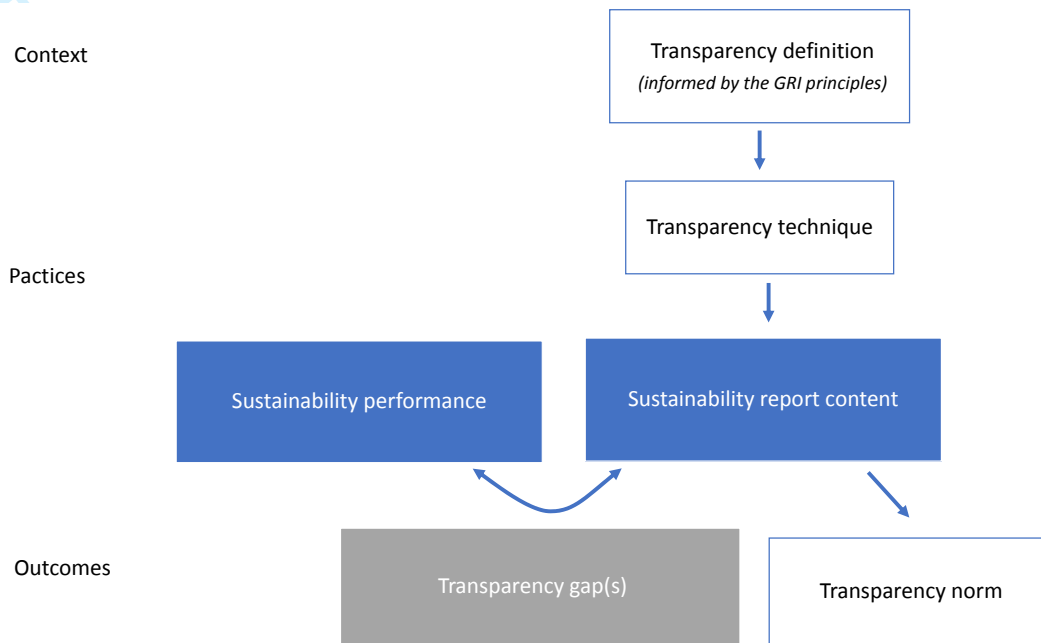 Context
Transparency definition
(informed by the GRI principles)
Transparency technique
Pactices
Sustainability performance
Sustainability report content
Outcomes
Transparency gap(s)
Transparency norm